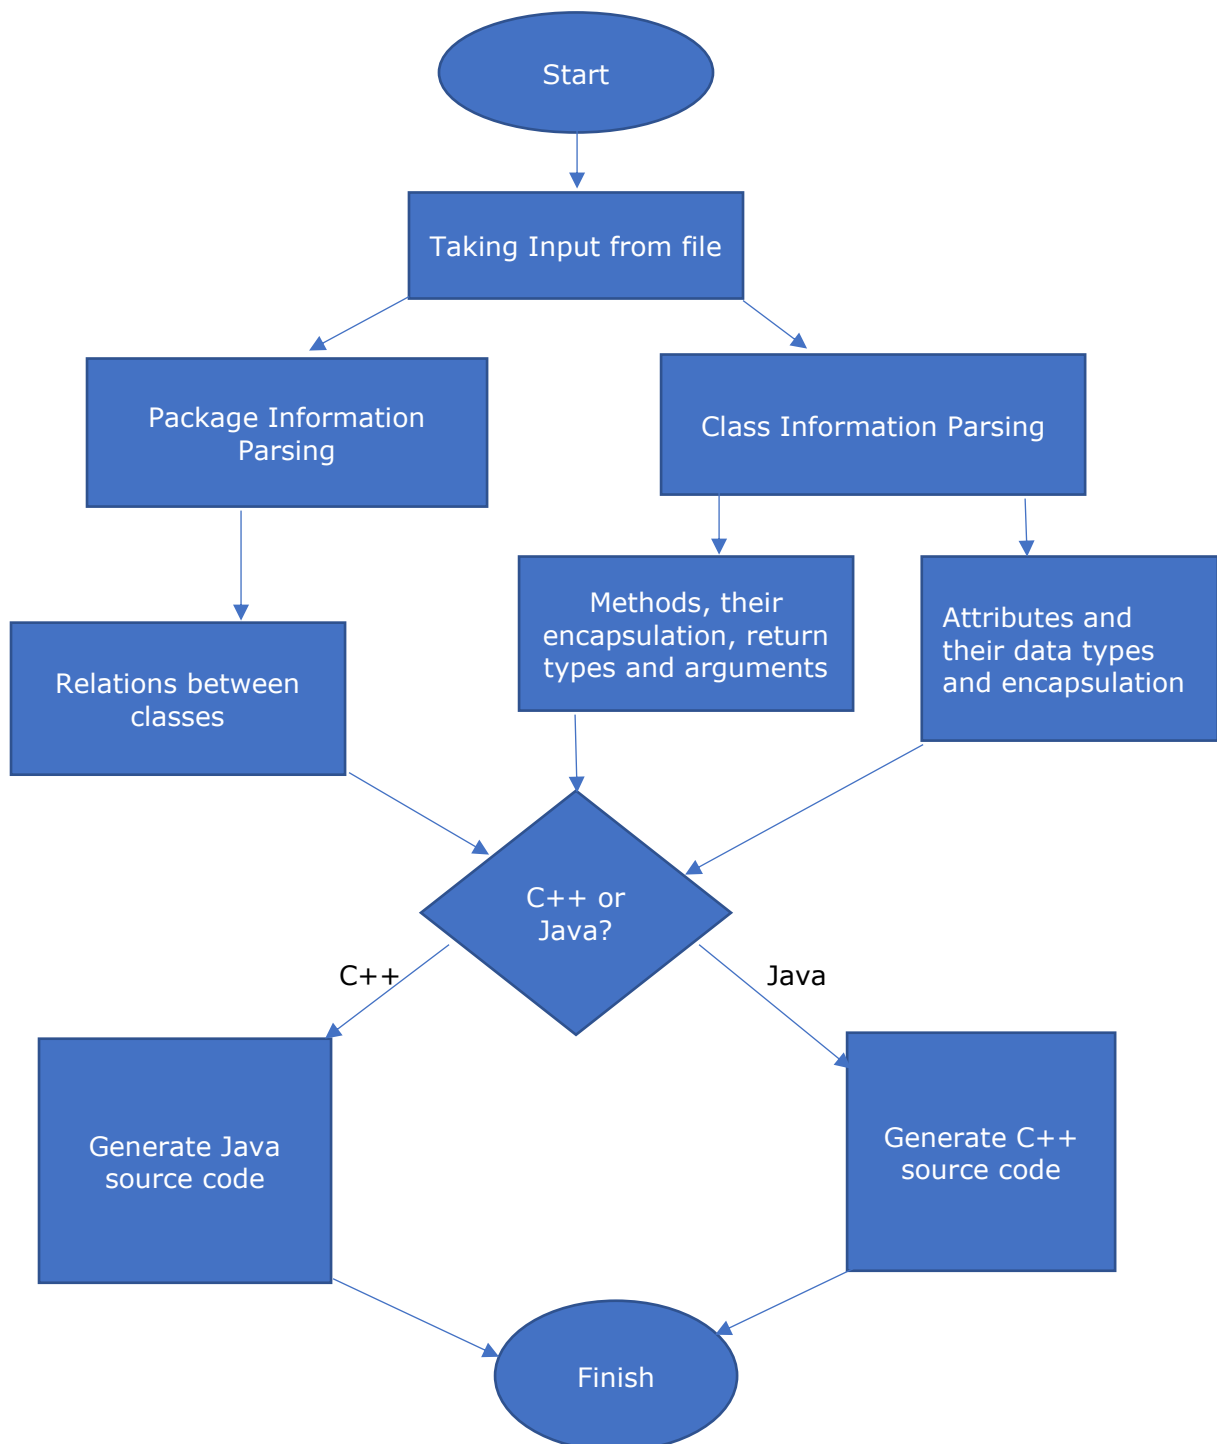 Start
Taking Input from file
Package Information
Parsing
Class Information Parsing
Methods, their
encapsulation, return
types and arguments
Attributes and
their data types
and encapsulation
Relations between
classes
C++ or
Java?
C++
Java
Generate Java
source code
Generate C++
source code
Finish